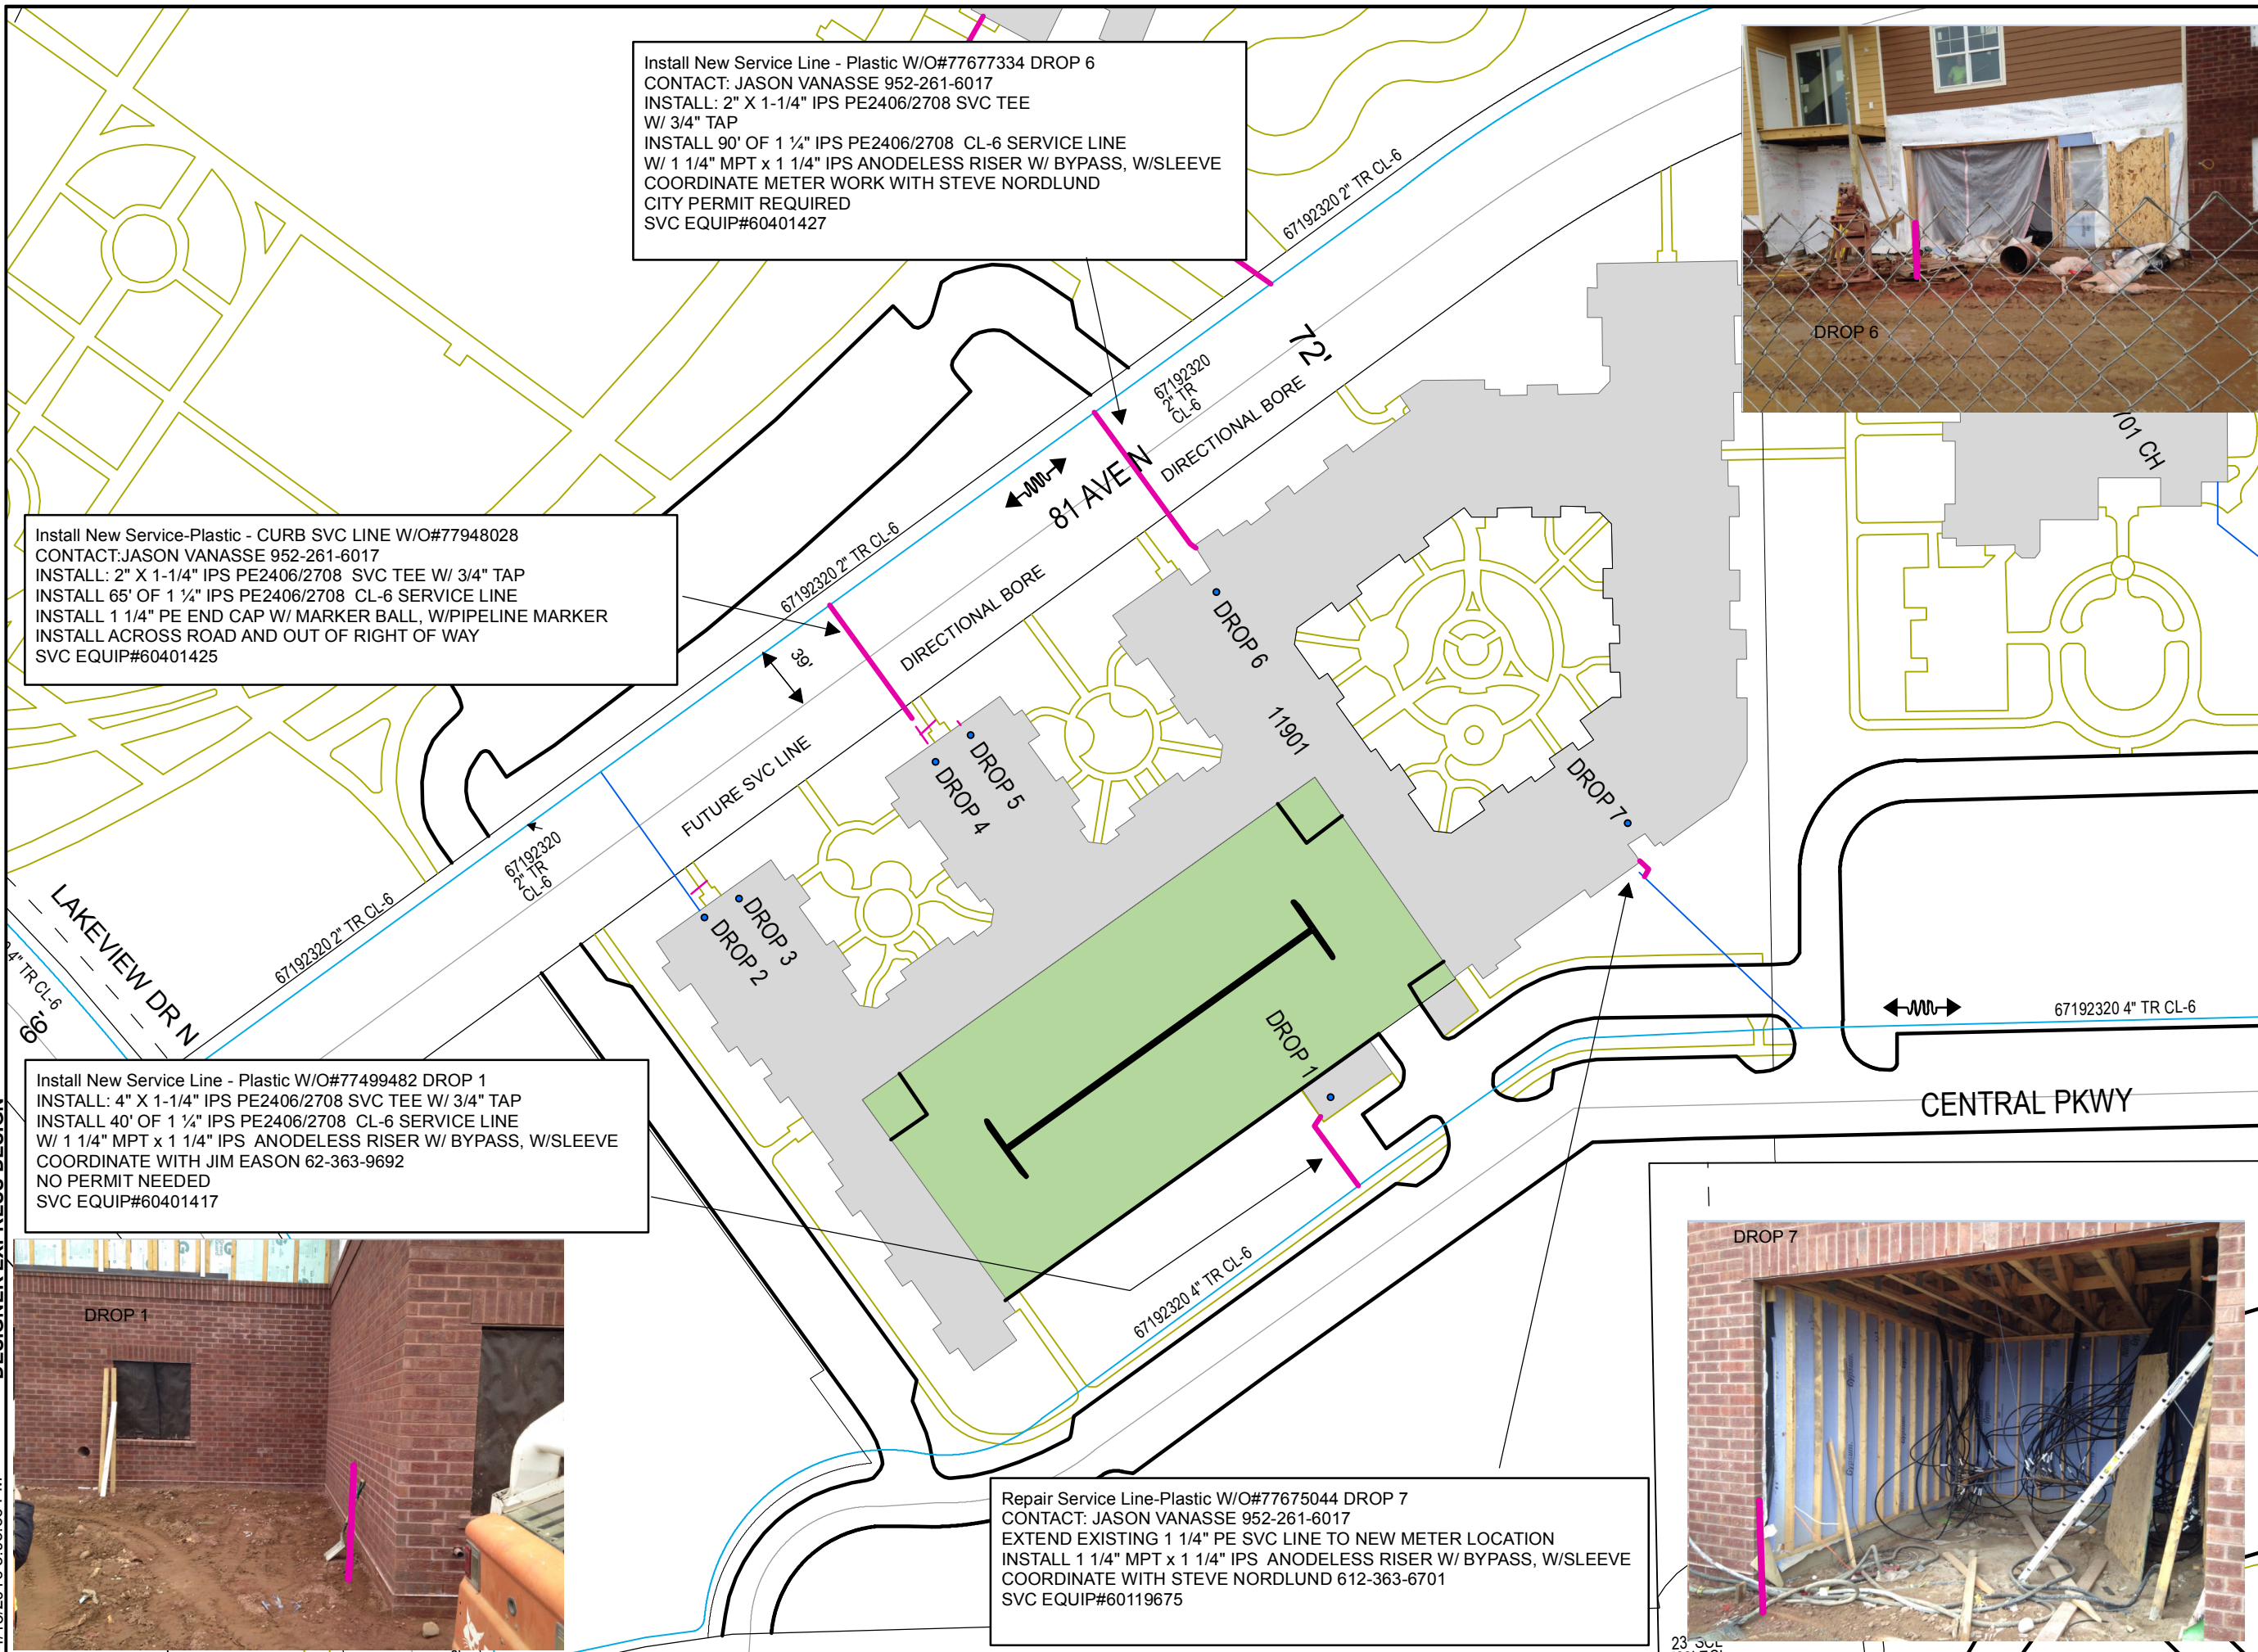 Install New Service Line - Plastic W/O#77677334 DROP 6
CONTACT: JASON VANASSE 952-261-6017
INSTALL: 2" X 1-1/4" IPS PE2406/2708 SVC TEE
W/ 3/4" TAP
INSTALL 90' OF 1 ¼" IPS PE2406/2708  CL-6 SERVICE LINE
W/ 1 1/4" MPT x 1 1/4" IPS ANODELESS RISER W/ BYPASS, W/SLEEVE
COORDINATE METER WORK WITH STEVE NORDLUND
CITY PERMIT REQUIRED
SVC EQUIP#60401427
DROP 6
67192320 2" TR CL-6
72'
67192320
2" TR
CL-6
DIRECTIONAL BORE
81 AVE N
701 CH
Install New Service-Plastic - CURB SVC LINE W/O#77948028
CONTACT:JASON VANASSE 952-261-6017
INSTALL: 2" X 1-1/4" IPS PE2406/2708  SVC TEE W/ 3/4" TAP
INSTALL 65' OF 1 ¼" IPS PE2406/2708  CL-6 SERVICE LINE
INSTALL 1 1/4" PE END CAP W/ MARKER BALL, W/PIPELINE MARKER
INSTALL ACROSS ROAD AND OUT OF RIGHT OF WAY
SVC EQUIP#60401425
67192320 2" TR CL-6
DIRECTIONAL BORE
39'
DROP 6
11901
DROP 5
DROP 4
DROP 7
FUTURE SVC LINE
67192320
2" TR
CL-6
DROP 3
DROP 2
LAKEVIEW DR N
67192320 2" TR CL-6
4" TR CL-6
66'
DROP 1
67192320 4" TR CL-6
CENTRAL PKWY
Install New Service Line - Plastic W/O#77499482 DROP 1
INSTALL: 4" X 1-1/4" IPS PE2406/2708 SVC TEE W/ 3/4" TAP
INSTALL 40' OF 1 ¼" IPS PE2406/2708  CL-6 SERVICE LINE
W/ 1 1/4" MPT x 1 1/4" IPS  ANODELESS RISER W/ BYPASS, W/SLEEVE
COORDINATE WITH JIM EASON 62-363-9692
NO PERMIT NEEDED
SVC EQUIP#60401417
67192320 4" TR CL-6
DROP 1
DROP 7
Repair Service Line-Plastic W/O#77675044 DROP 7
CONTACT: JASON VANASSE 952-261-6017
EXTEND EXISTING 1 1/4" PE SVC LINE TO NEW METER LOCATION
INSTALL 1 1/4" MPT x 1 1/4" IPS  ANODELESS RISER W/ BYPASS, W/SLEEVE
COORDINATE WITH STEVE NORDLUND 612-363-6701
SVC EQUIP#60119675